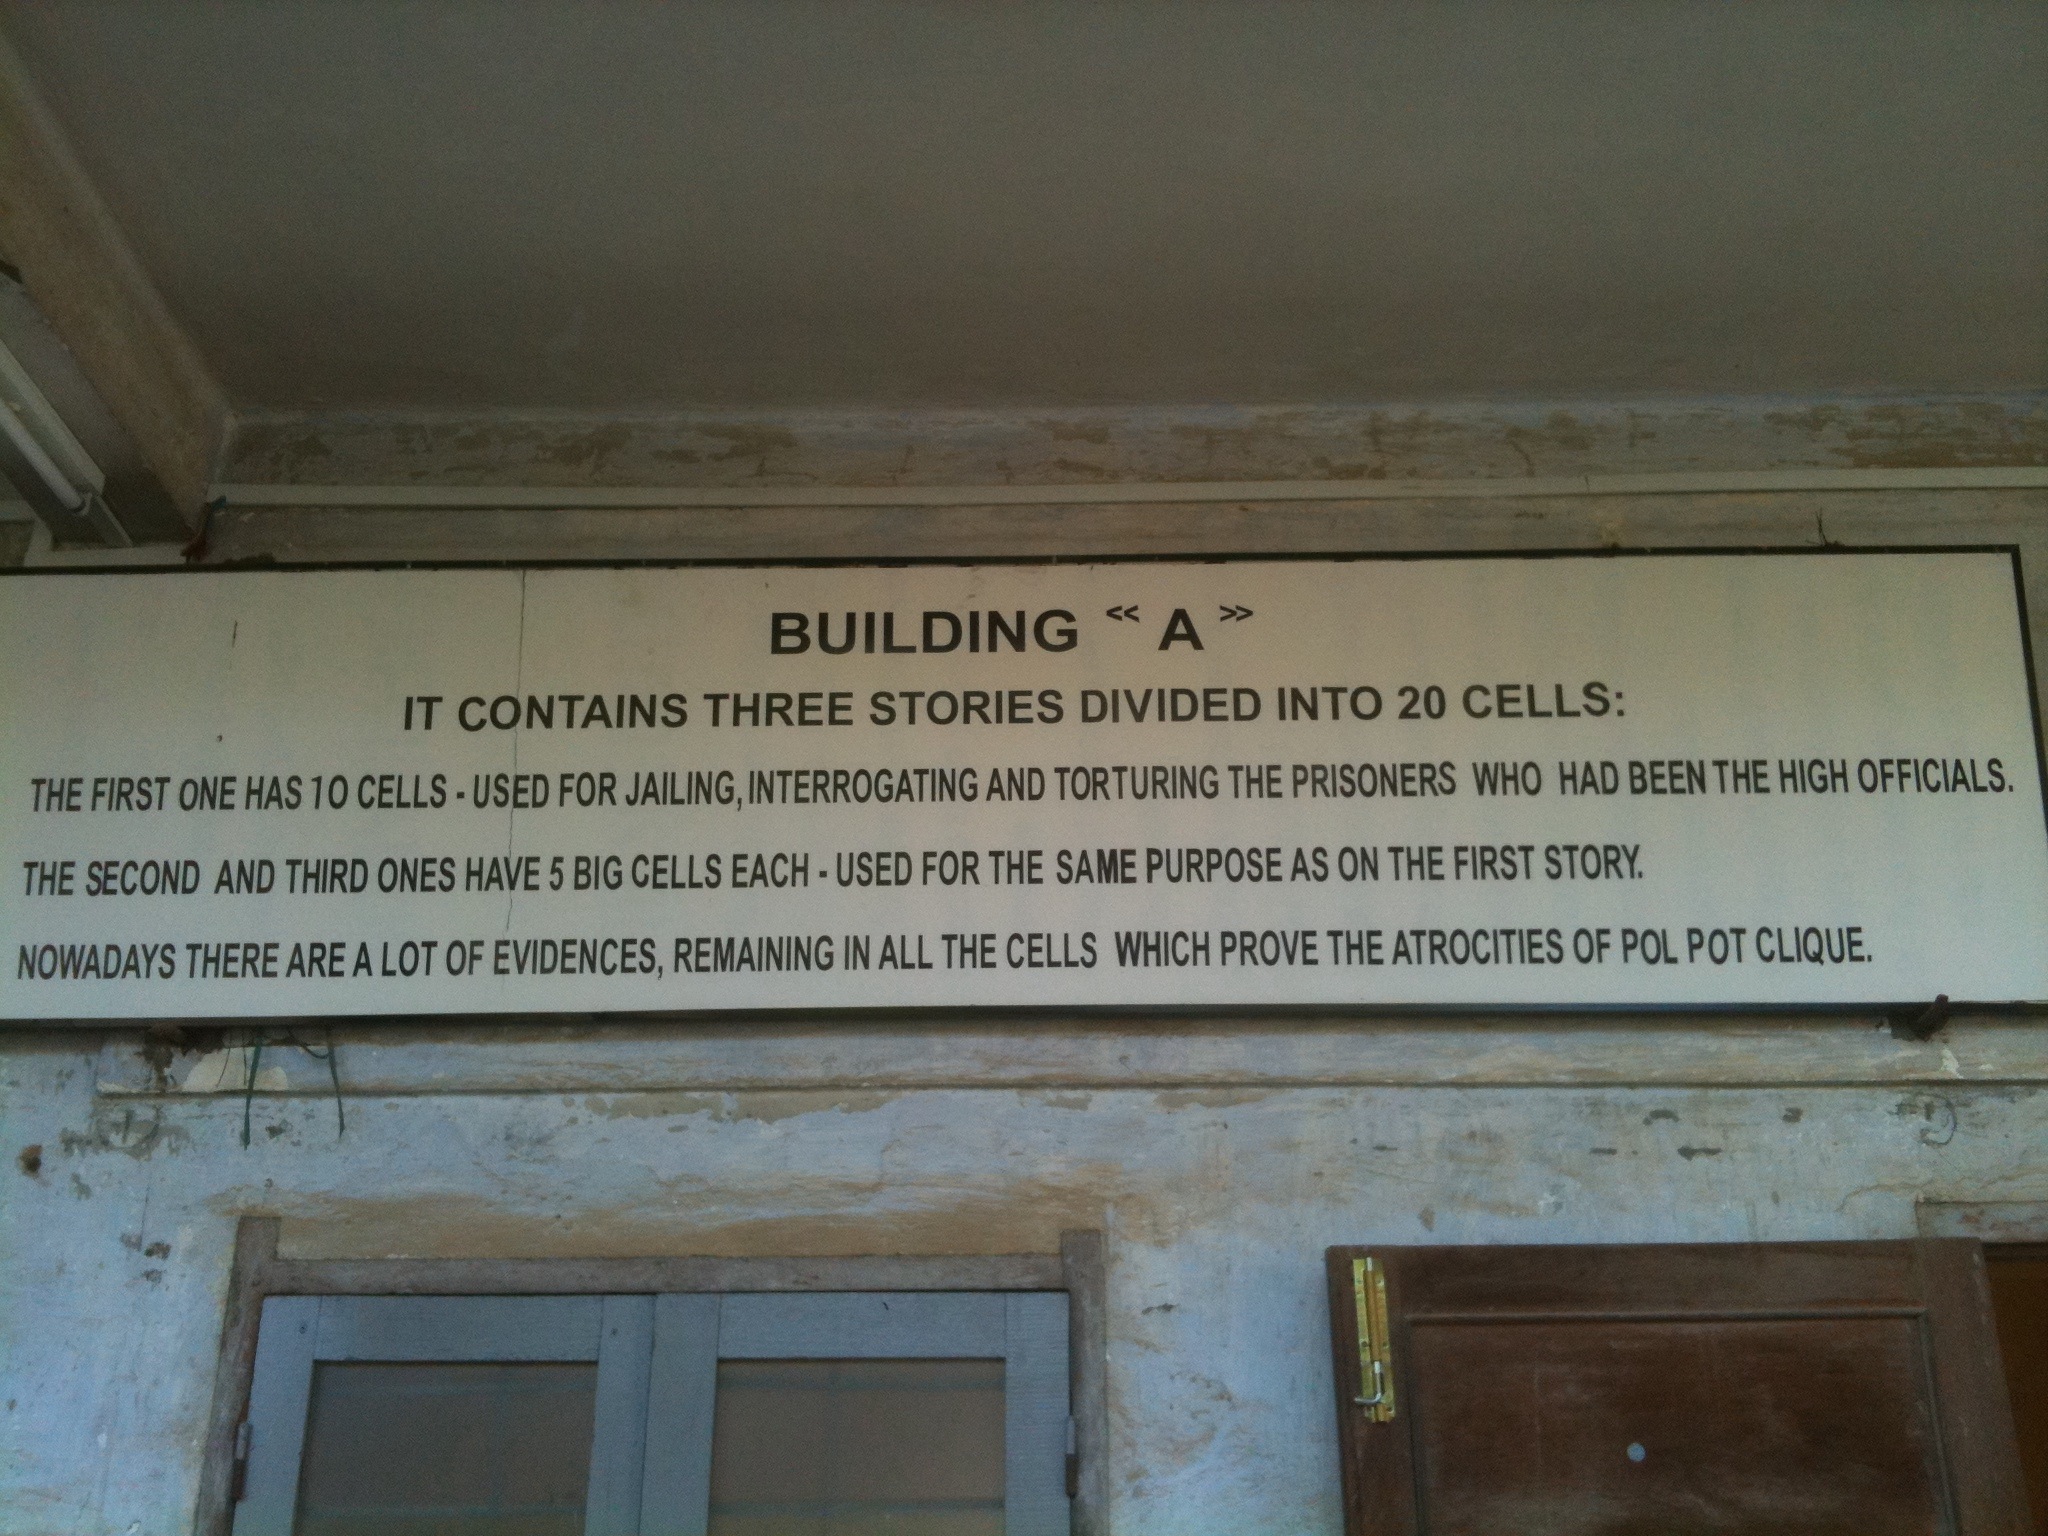 BUILDING « A »
IT CONTAINS THREE STORIES DIVIDED INTO 20 CELLS:
THE FIRST ONE HAS 10 CELLS - USED FOR JAILING, INTERROGATING AND TORTURING THE PRISONERS WHO HAD BEEN THE HIGH OFFICIALS.
THE SECOND AND THIRD ONES HAVE 5 BIG CELLS EACH - USED FOR THE SAME PURPOSE AS ON THE FIRST STORY.
NOWADAYS THERE ARE A LOT OF EVIDENCES, REMAINING IN ALL THE CELLS WHICH PROVE THE ATROCITIES OF POL POT CLIQUE.